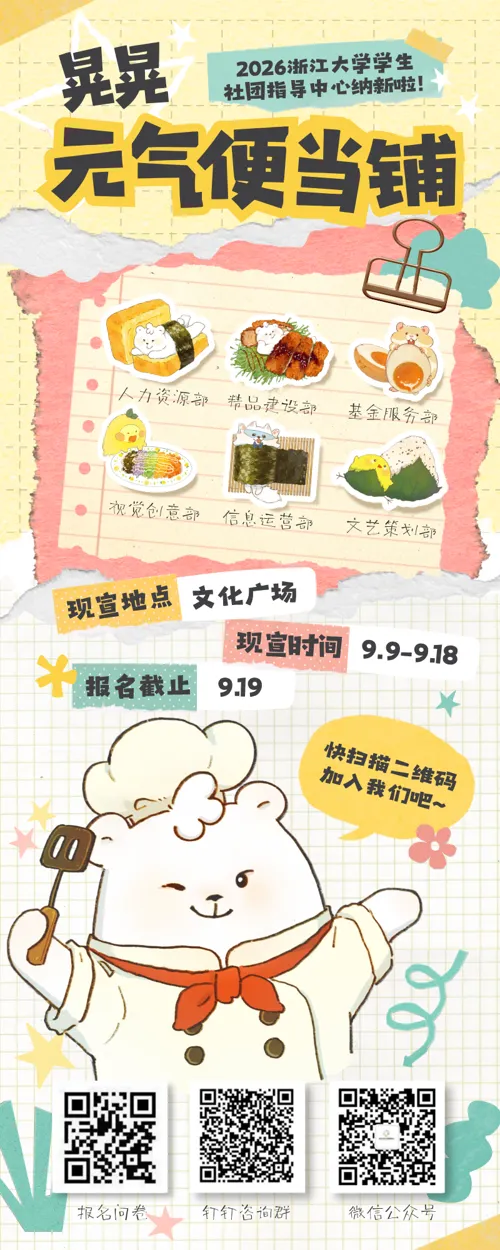 晃晃
2026浙江大学学生
社团指导中心纳新啦!
元气便当铺
人力资源部
精品建设部
基金服务部
视觉创意部
信息运营部
文艺策划部
现宣地点 文化广场
现宣时间 9.9-9.18
报名截止 9.19
快扫描二维码
加入我们吧~
报名问卷
钉钉咨询群
微信公众号